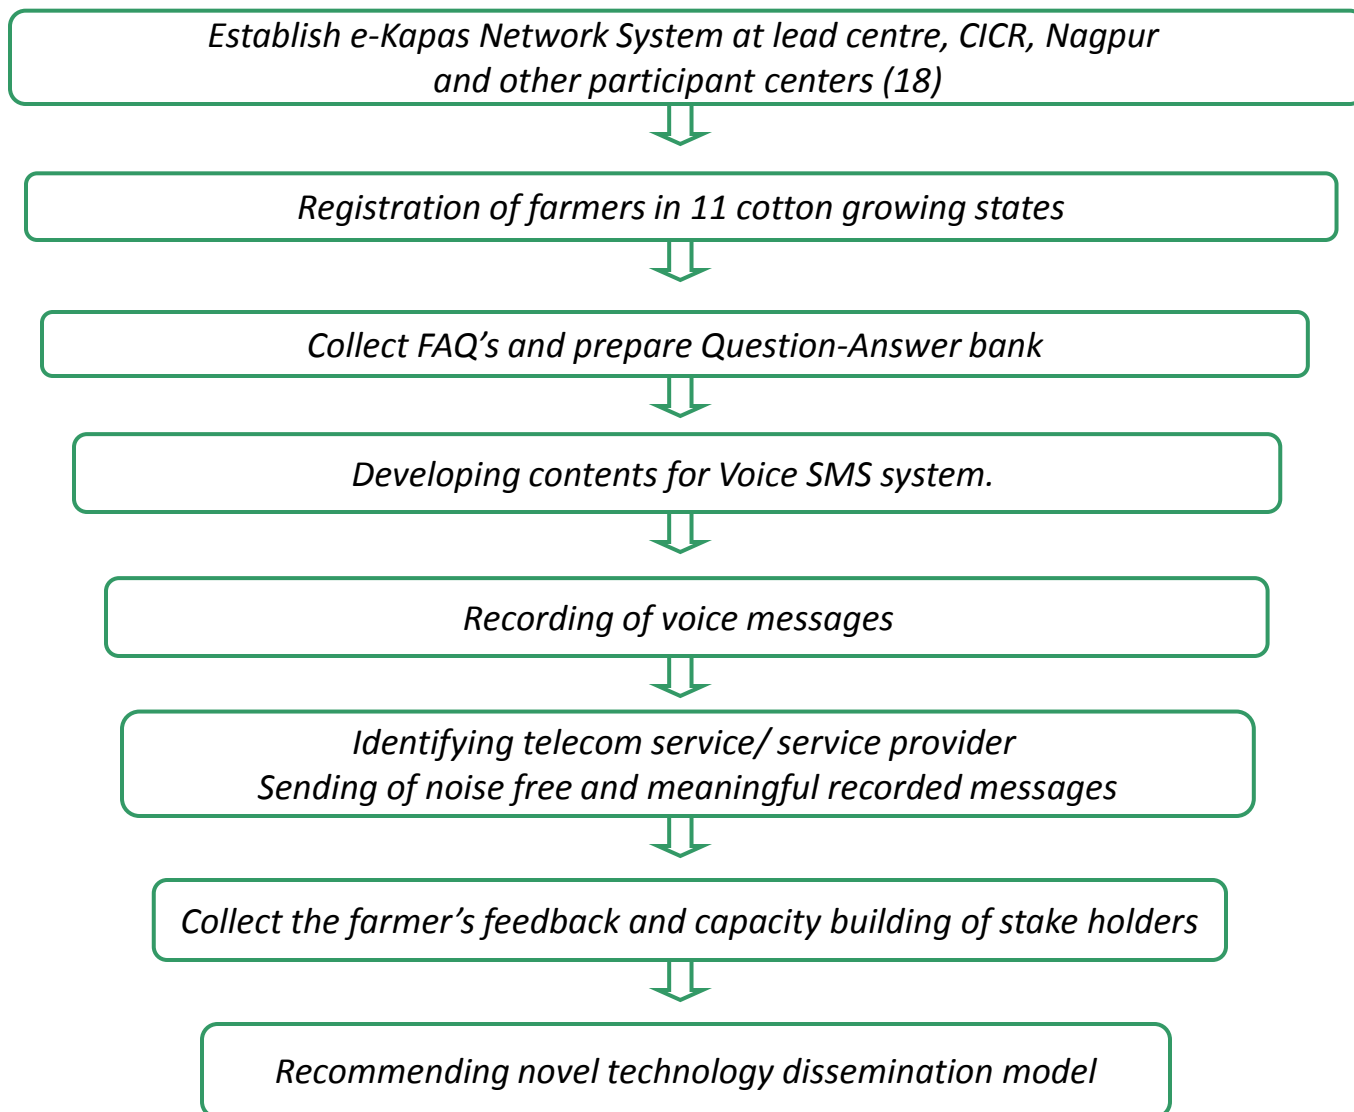 Establish e-Kapas Network System at lead centre, CICR, Nagpur
and other participant centers (18)
Registration of farmers in 11 cotton growing states
Collect FAQ’s and prepare Question-Answer bank
Developing contents for Voice SMS system.
Recording of voice messages
Identifying telecom service/ service provider
Sending of noise free and meaningful recorded messages
Collect the farmer’s feedback and capacity building of stake holders
Recommending novel technology dissemination model